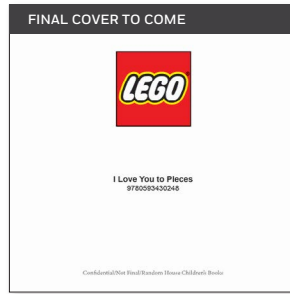 FINAL COVER TO COME
LEGO
I Love You to Pieces
9780593430248
Confidential/Not Final/Random House Children's Books